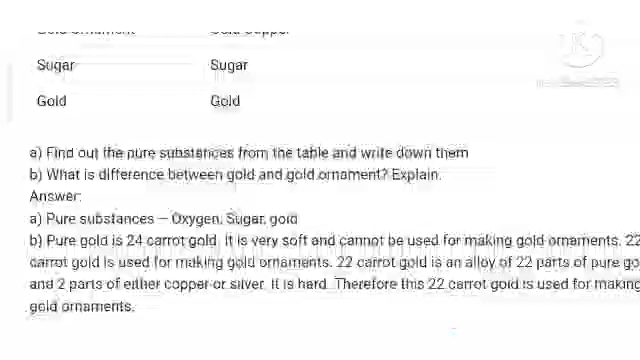 Gold ornament Gold Copper
Sugar Sugar
Gold Gold
a) Find out the pure substances from the table and write down them
b) What is difference between gold and gold ornament? Explain.
Answer:
a) Pure substances – Oxygen, Sugar, gold
b) Pure gold is 24 carrot gold. It is very soft and cannot be used for making gold ornaments. 22
carrot gold is used for making gold ornaments. 22 carrot gold is an alloy of 22 parts of pure go
and 2 parts of either copper or silver. It is hard. Therefore this 22 carrot gold is used for making
gold ornaments.